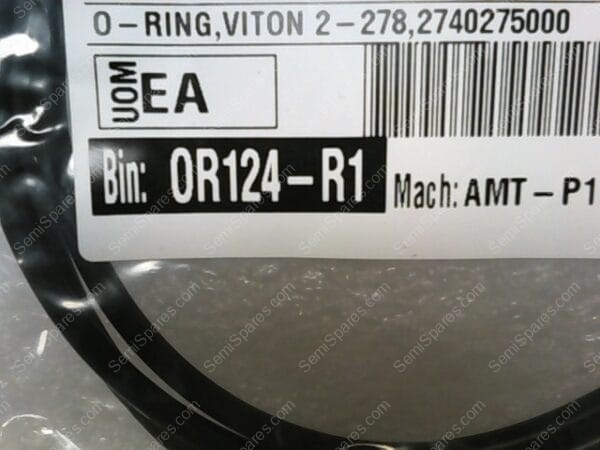 O-RING,VITON 2-278,2740275000
UOM EA
Bin: OR124-R1
Mach: AMT-P1
SemiSpares.com